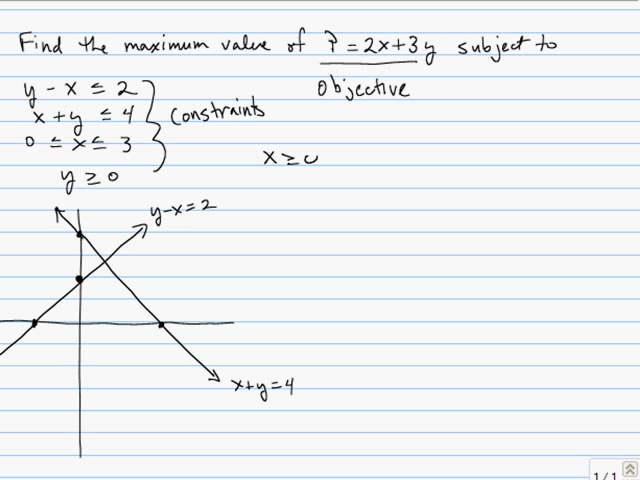 Find the maximum value of P = 2x+3y subject to
Objective
y - x ≤ 2
x + y ≤ 4
0 ≤ x ≤ 3
y ≥ 0
Constraints
x ≥ 0
y-x=2
x+y=4
1/1